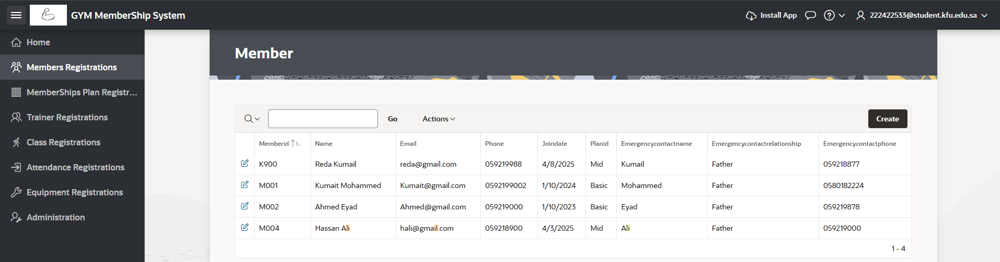 GYM MemberShip System
Install App
222422533@student.kfu.edu.sa
Home
Members Registrations
MemberShips Plan Registr...
Trainer Registrations
Class Registrations
Attendance Registrations
Equipment Registrations
Administration
Member
Go Actions Create
Memberid Name Email Phone Joindate Planid Emergencycontactname Emergencycontactrelationship Emergencycontactphone
K900 Reda Kumail reda@gmail.com 059219988 4/8/2025 Mid Kumail Father 059218877
M001 Kumait Mohammed Kumait@gmail.com 0592199002 1/10/2024 Basic Mohammed Father 0580182224
M002 Ahmed Eyad Ahmed@gmail.com 059219000 1/10/2023 Basic Eyad Father 059219878
M004 Hassan Ali hali@gmail.com 059218900 4/3/2025 Mid Ali Father 059219000
1 - 4